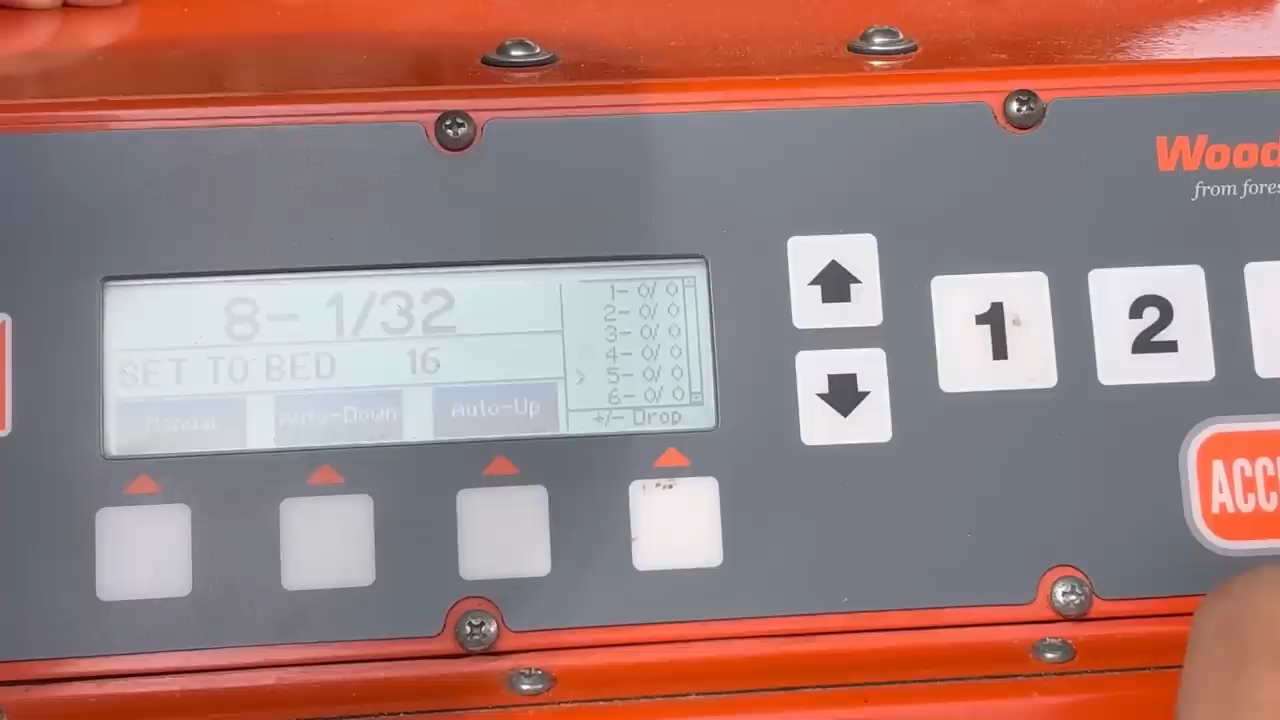 Wood
from fores
8- 1/32
SET TO BED 16
Manual
Auto-Down
Auto-Up
1- 0/ 0
2- 0/ 0
3- 0/ 0
4- 0/ 0
> 5- 0/ 0
6- 0/ 0
+/- Drop
1
2
ACCU